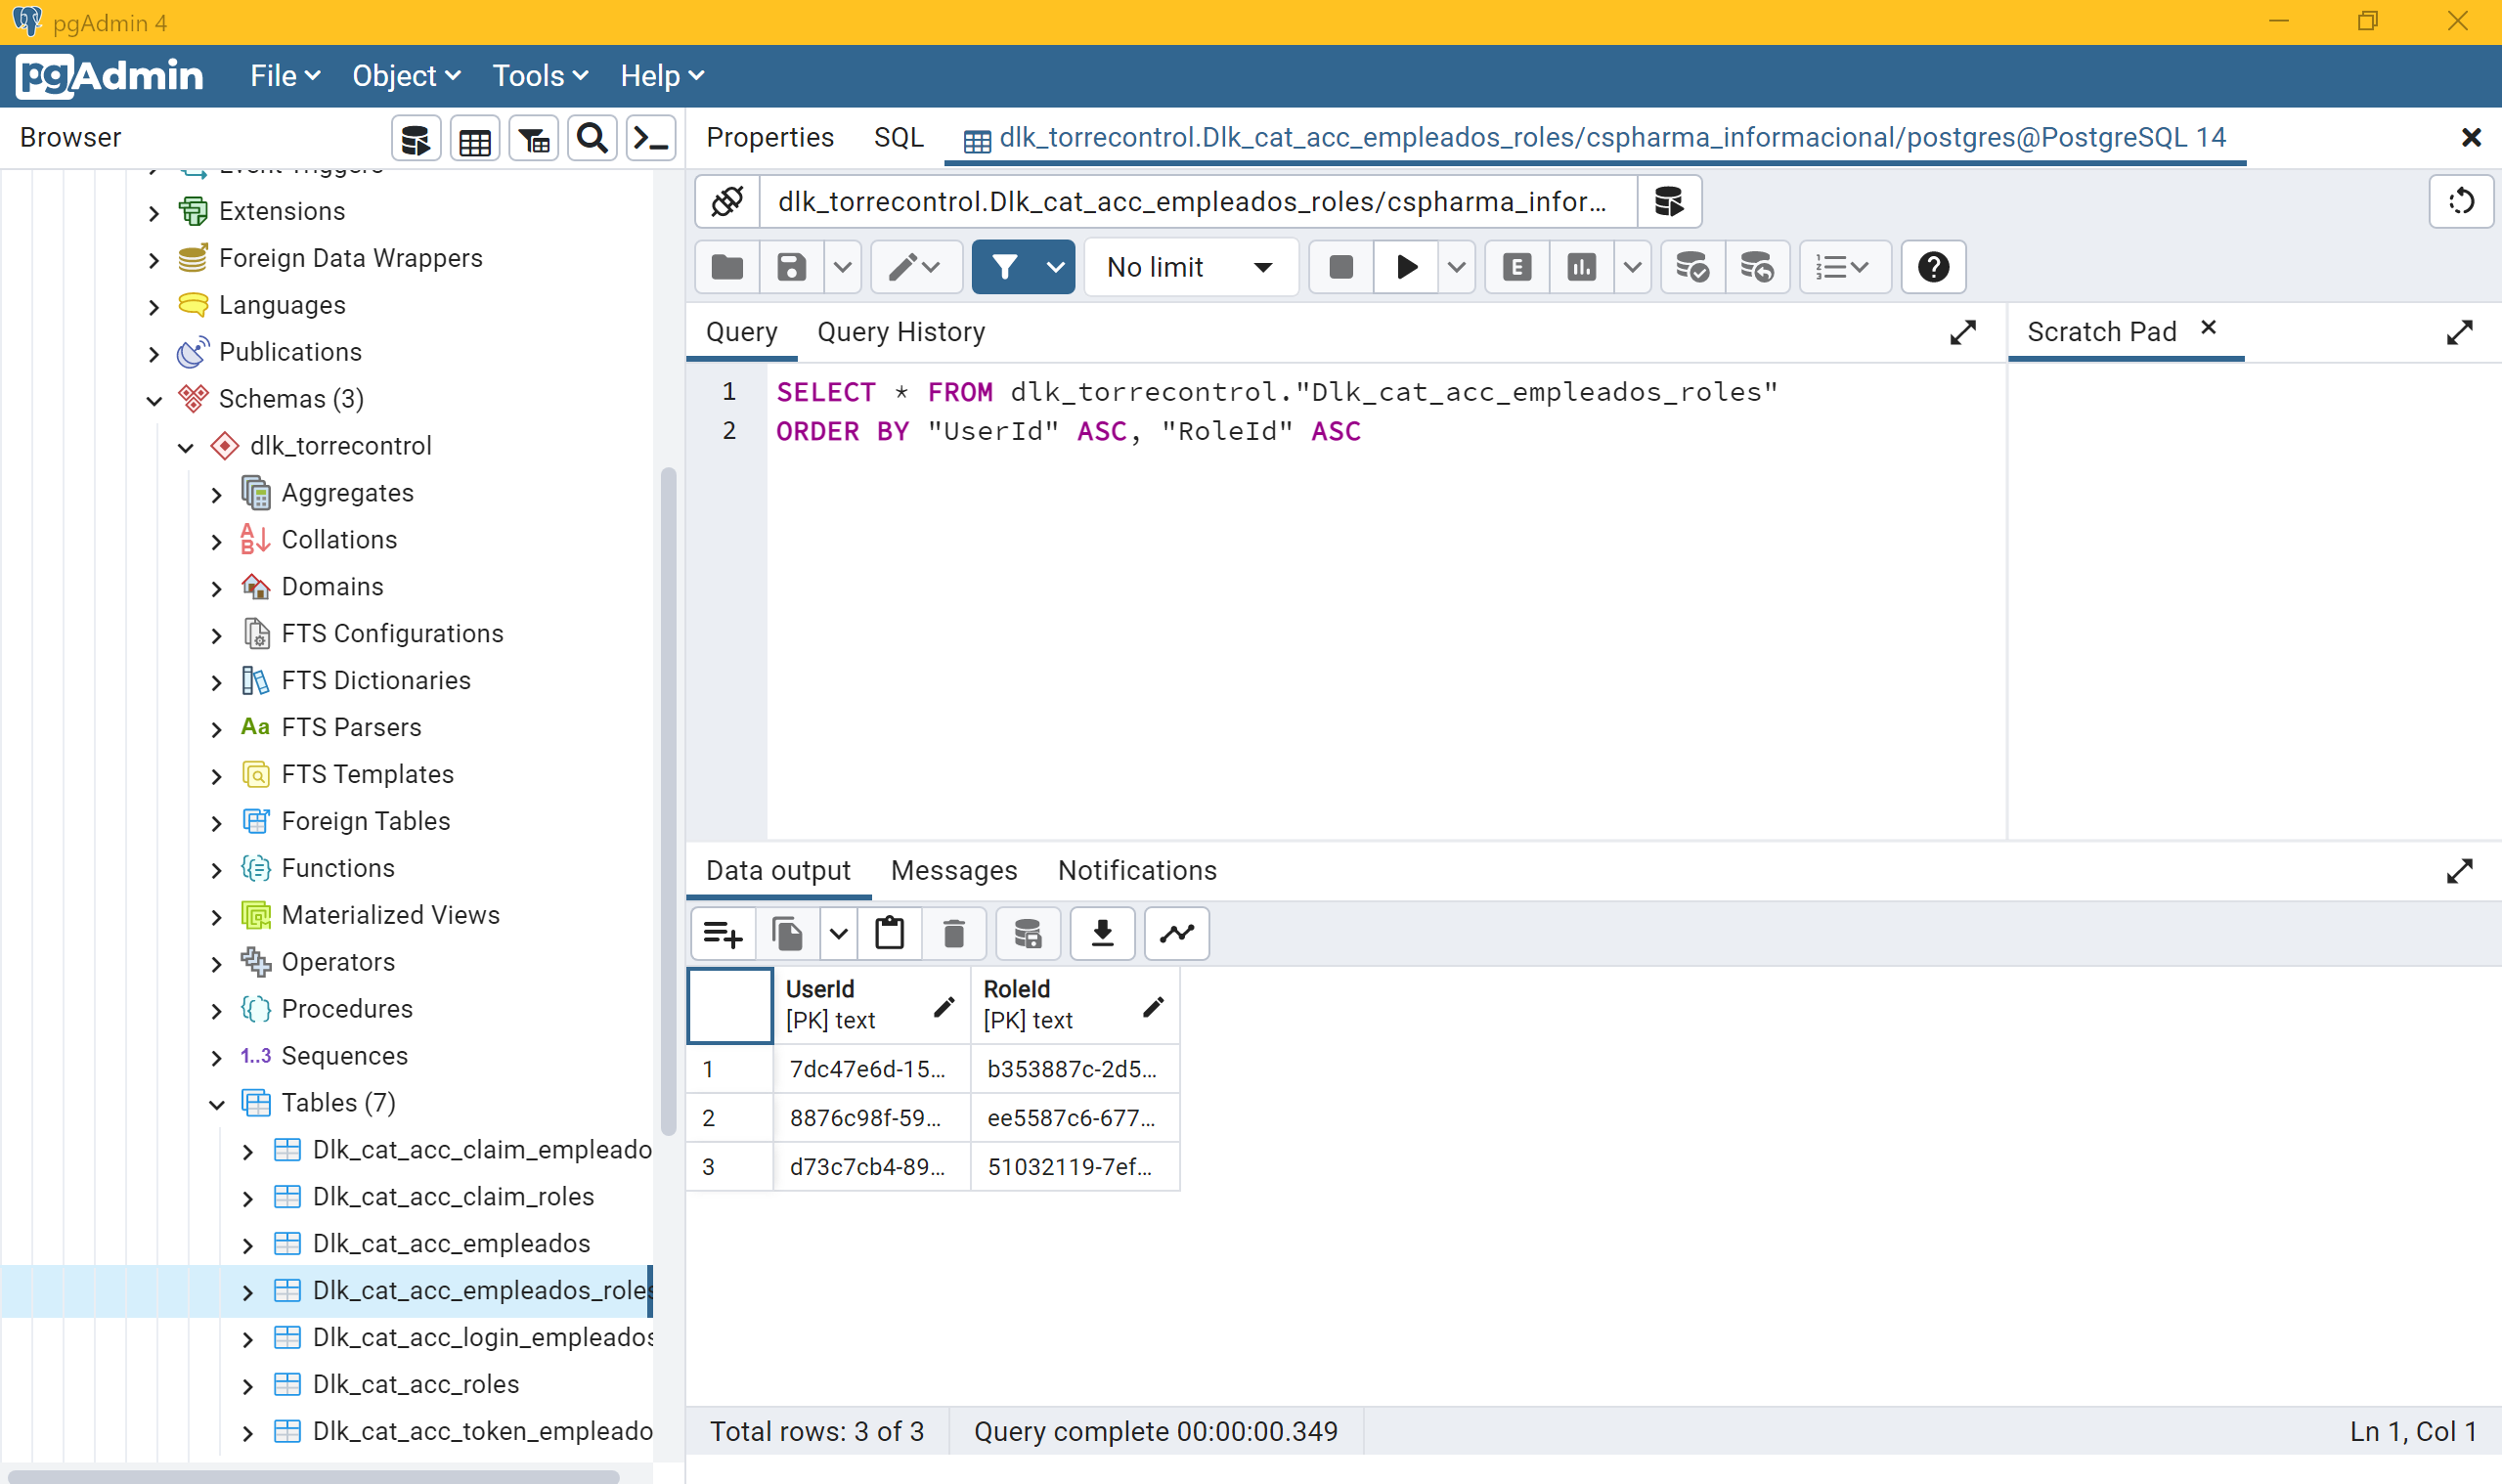 pgAdmin 4
pgAdmin File Object Tools Help
Browser
Event Triggers
Extensions
Foreign Data Wrappers
Languages
Publications
Schemas (3)
dlk_torrecontrol
Aggregates
Collations
Domains
FTS Configurations
FTS Dictionaries
Aa FTS Parsers
FTS Templates
Foreign Tables
Functions
Materialized Views
Operators
Procedures
1..3 Sequences
Tables (7)
Dlk_cat_acc_claim_empleado
Dlk_cat_acc_claim_roles
Dlk_cat_acc_empleados
Dlk_cat_acc_empleados_roles
Dlk_cat_acc_login_empleados
Dlk_cat_acc_roles
Dlk_cat_acc_token_empleado
Properties SQL dlk_torrecontrol.Dlk_cat_acc_empleados_roles/cspharma_informacional/postgres@PostgreSQL 14
dlk_torrecontrol.Dlk_cat_acc_empleados_roles/cspharma_infor...
No limit
Query Query History
Scratch Pad
1 SELECT * FROM dlk_torrecontrol."Dlk_cat_acc_empleados_roles"
2 ORDER BY "UserId" ASC, "RoleId" ASC
Data output Messages Notifications
UserId RoleId
[PK] text [PK] text
1 7dc47e6d-15... b353887c-2d5...
2 8876c98f-59... ee5587c6-677...
3 d73c7cb4-89... 51032119-7ef...
Total rows: 3 of 3 Query complete 00:00:00.349 Ln 1, Col 1